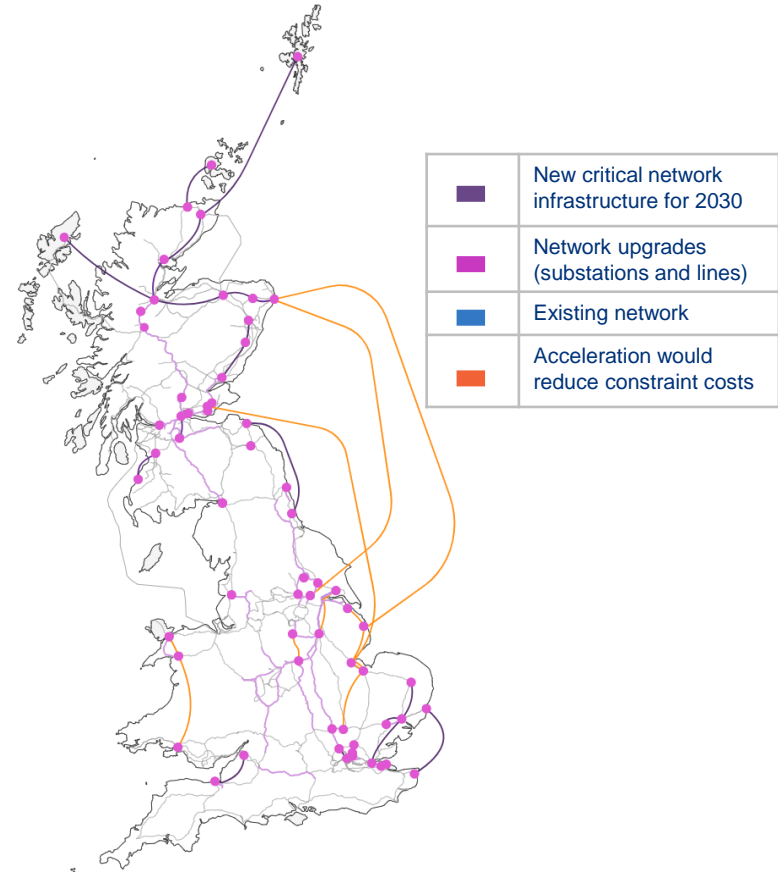 New critical network
infrastructure for 2030
Network upgrades
(substations and lines)
Existing network
Acceleration would
reduce constraint costs